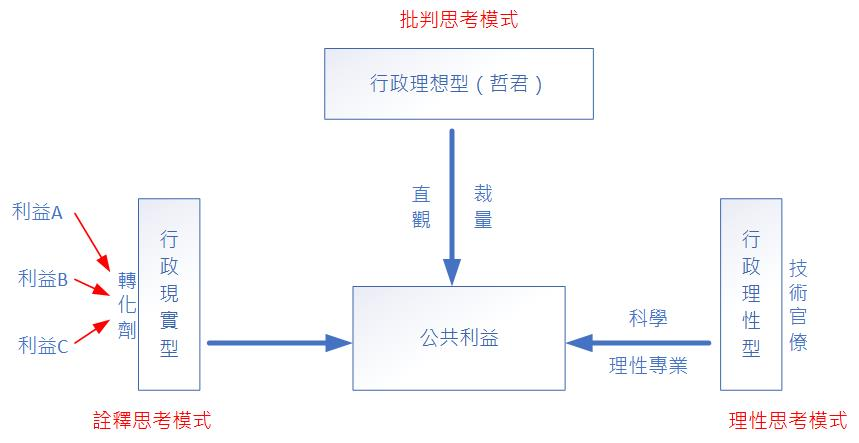 批判思考模式
行政理想型（哲君）
直觀
裁量
利益A
利益B
利益C
轉化劑
行政現實型
公共利益
科學
理性專業
行政理性型
技術官僚
詮釋思考模式
理性思考模式